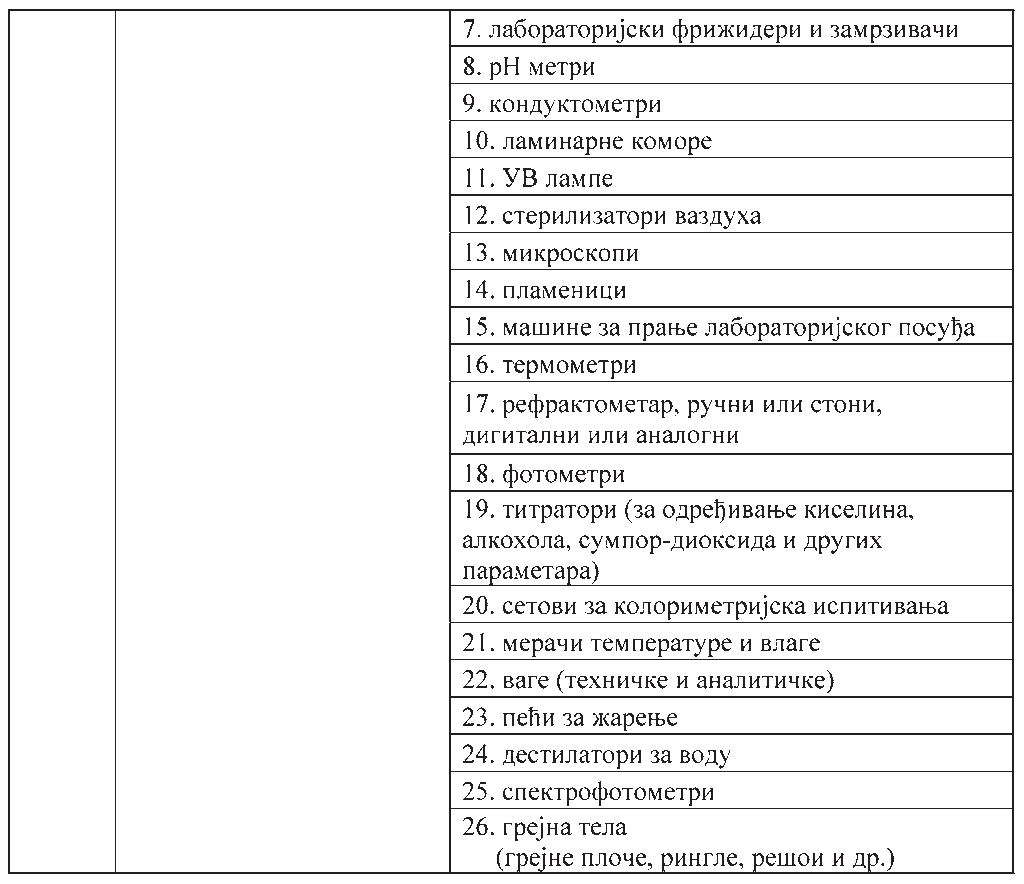 7. лабораторијски фрижидери и замрзивачи
8. pH метри
9. кондуктометри
10. ламинарне коморе
11. УВ лампе
12. стерилизатори ваздуха
13. микроскопи
14. пламеници
15. машине за прање лабораторијског посуђа
16. термометри
17. рефрактометар, ручни или стони,
дигитални или аналогни
18. фотометри
19. титратори (за одређивање киселина,
алкохола, сумпор-диоксида и других
параметара)
20. сетови за колориметријска испитивања
21. мерачи температуре и влаге
22. ваге (техничке и аналитичке)
23. пећи за жарење
24. дестилатори за воду
25. спектрофотометри
26. грејна тела
(грејне плоче, рингле, решои и др.)